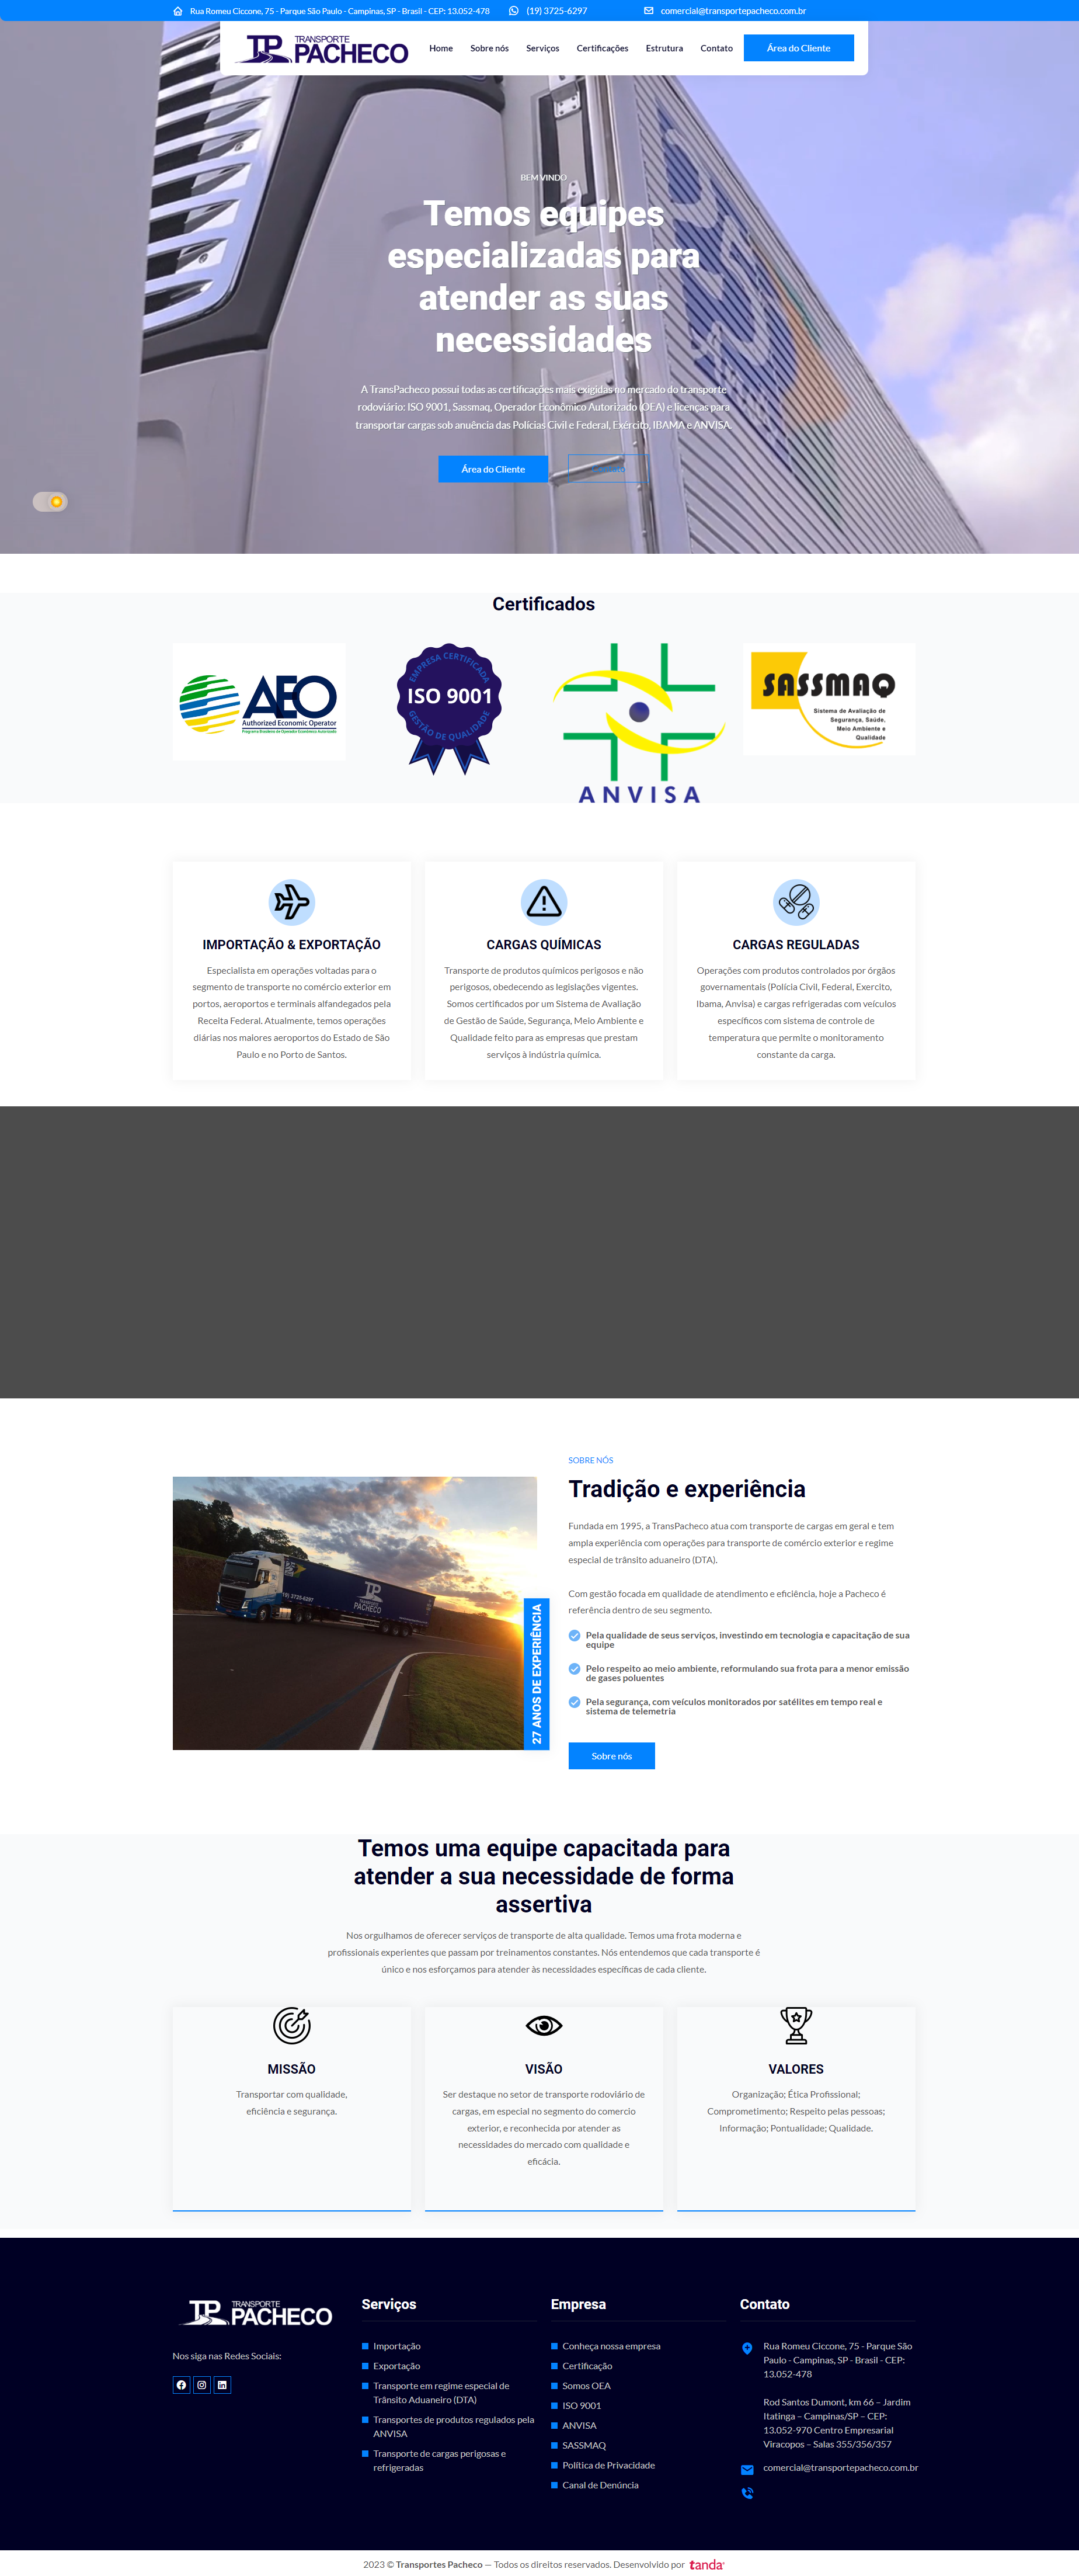 Rua Romeu Ciccone, 75 - Parque São Paulo - Campinas, SP - Brasil - CEP: 13.052-478
(19) 3725-6297
comercial@transportepacheco.com.br
TRANSPORTE
PACHECO
Home
Sobre nós
Serviços
Certificações
Estrutura
Contato
Área do Cliente
BEM VINDO
Temos equipes
especializadas para
atender as suas
necessidades
A TransPacheco possui todas as certificações mais exigidas no mercado do transporte
rodoviário: ISO 9001, Sassmaq, Operador Econômico Autorizado (OEA) e licenças para
transportar cargas sob anuência das Polícias Civil e Federal, Exército, IBAMA e ANVISA.
Área do Cliente
Contato
Certificados
AEO
Authorized Economic Operator
Programa Brasileiro de Operador Econômico Autorizado
EMPRESA CERTIFICADA
ISO 9001
GESTÃO DE QUALIDADE
ANVISA
SASSMAQ
Sistema de Avaliação de
Segurança, Saúde,
Meio Ambiente e
Qualidade
IMPORTAÇÃO & EXPORTAÇÃO
Especialista em operações voltadas para o
segmento de transporte no comércio exterior em
portos, aeroportos e terminais alfandegados pela
Receita Federal. Atualmente, temos operações
diárias nos maiores aeroportos do Estado de São
Paulo e no Porto de Santos.
CARGAS QUÍMICAS
Transporte de produtos químicos perigosos e não
perigosos, obedecendo as legislações vigentes.
Somos certificados por um Sistema de Avaliação
de Gestão de Saúde, Segurança, Meio Ambiente e
Qualidade feito para as empresas que prestam
serviços à indústria química.
CARGAS REGULADAS
Operações com produtos controlados por órgãos
governamentais (Polícia Civil, Federal, Exercito,
Ibama, Anvisa) e cargas refrigeradas com veículos
específicos com sistema de controle de
temperatura que permite o monitoramento
constante da carga.
27 ANOS DE EXPERIÊNCIA
SOBRE NÓS
Tradição e experiência
Fundada em 1995, a TransPacheco atua com transporte de cargas em geral e tem
ampla experiência com operações para transporte de comércio exterior e regime
especial de trânsito aduaneiro (DTA).
Com gestão focada em qualidade de atendimento e eficiência, hoje a Pacheco é
referência dentro de seu segmento.
Pela qualidade de seus serviços, investindo em tecnologia e capacitação de sua
equipe
Pelo respeito ao meio ambiente, reformulando sua frota para a menor emissão
de gases poluentes
Pela segurança, com veículos monitorados por satélites em tempo real e
sistema de telemetria
Sobre nós
Temos uma equipe capacitada para
atender a sua necessidade de forma
assertiva
Nos orgulhamos de oferecer serviços de transporte de alta qualidade. Temos uma frota moderna e
profissionais experientes que passam por treinamentos constantes. Nós entendemos que cada transporte é
único e nos esforçamos para atender às necessidades específicas de cada cliente.
MISSÃO
Transportar com qualidade,
eficiência e segurança.
VISÃO
Ser destaque no setor de transporte rodoviário de
cargas, em especial no segmento do comercio
exterior, e reconhecida por atender as
necessidades do mercado com qualidade e
eficácia.
VALORES
Organização; Ética Profissional;
Comprometimento; Respeito pelas pessoas;
Informação; Pontualidade; Qualidade.
TRANSPORTE
PACHECO
Nos siga nas Redes Sociais:
Serviços
Importação
Exportação
Transporte em regime especial de
Trânsito Aduaneiro (DTA)
Transportes de produtos regulados pela
ANVISA
Transporte de cargas perigosas e
refrigeradas
Empresa
Conheça nossa empresa
Certificação
Somos OEA
ISO 9001
ANVISA
SASSMAQ
Política de Privacidade
Canal de Denúncia
Contato
Rua Romeu Ciccone, 75 - Parque São
Paulo - Campinas, SP - Brasil - CEP:
13.052-478
Rod Santos Dumont, km 66 – Jardim
Itatinga – Campinas/SP – CEP:
13.052-970 Centro Empresarial
Viracopos – Salas 355/356/357
comercial@transportepacheco.com.br
2023 © Transportes Pacheco — Todos os direitos reservados. Desenvolvido por tanda